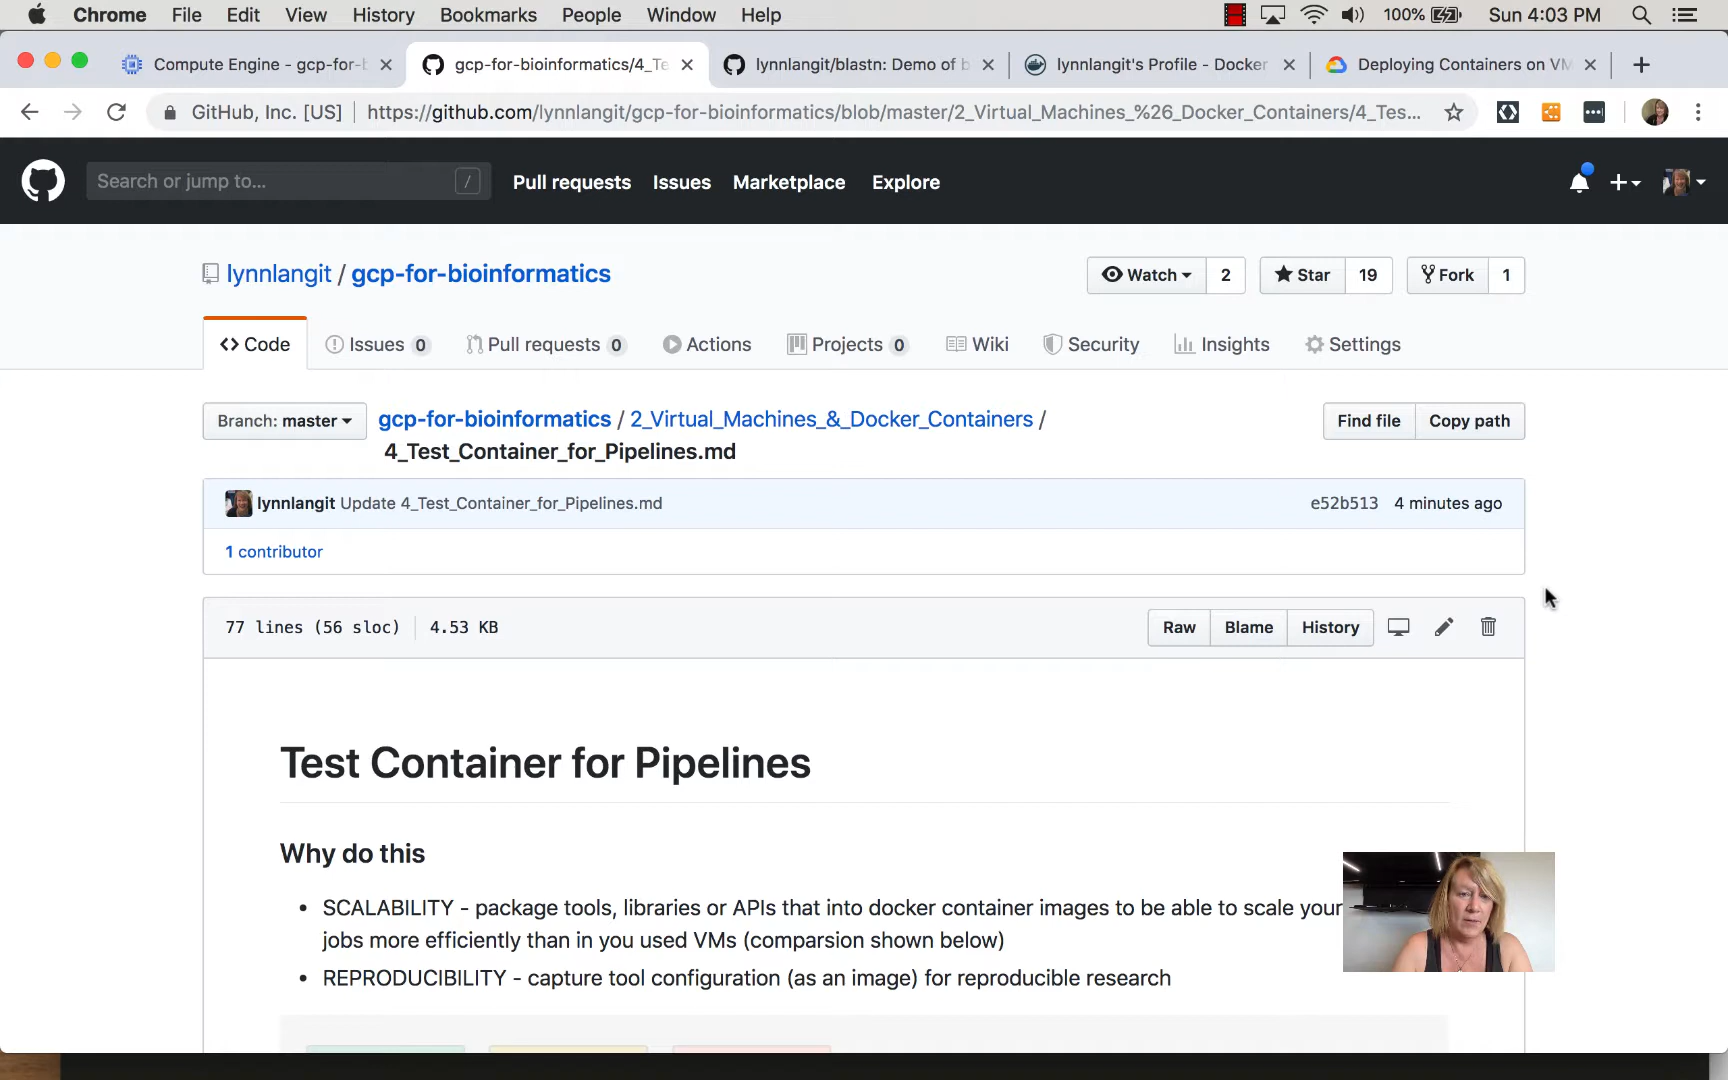 Chrome File Edit View History Bookmarks People Window Help 100% Sun 4:03 PM
Compute Engine - gcp-for-b gcp-for-bioinformatics/4_Te lynnlangit/blastn: Demo of b lynnlangit's Profile - Docker Deploying Containers on VM
GitHub, Inc. [US] https://github.com/lynnlangit/gcp-for-bioinformatics/blob/master/2_Virtual_Machines_%26_Docker_Containers/4_Tes...
Search or jump to... / Pull requests Issues Marketplace Explore
lynnlangit / gcp-for-bioinformatics Watch 2 Star 19 Fork 1
Code Issues 0 Pull requests 0 Actions Projects 0 Wiki Security Insights Settings
Branch: master gcp-for-bioinformatics / 2_Virtual_Machines_&_Docker_Containers / Find file Copy path
4_Test_Container_for_Pipelines.md
lynnlangit Update 4_Test_Container_for_Pipelines.md e52b513 4 minutes ago
1 contributor
77 lines (56 sloc) 4.53 KB Raw Blame History
Test Container for Pipelines
Why do this
• SCALABILITY - package tools, libraries or APIs that into docker container images to be able to scale your
jobs more efficiently than in you used VMs (comparsion shown below)
• REPRODUCIBILITY - capture tool configuration (as an image) for reproducible research